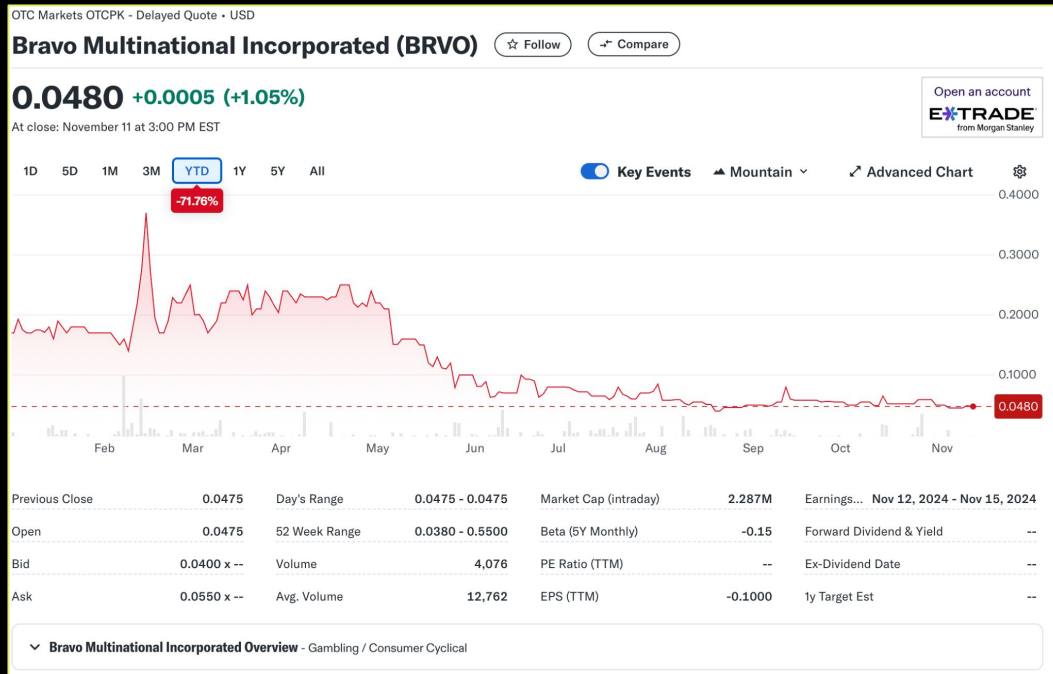 OTC Markets OTCPK - Delayed Quote • USD
Bravo Multinational Incorporated (BRVO)
Follow
Compare
0.0480 +0.0005 (+1.05%)
At close: November 11 at 3:00 PM EST
Open an account
E*TRADE
from Morgan Stanley
1D 5D 1M 3M YTD 1Y 5Y All
Key Events Mountain Advanced Chart
-71.76%
0.4000
0.3000
0.2000
0.1000
0.0480
Feb Mar Apr May Jun Jul Aug Sep Oct Nov
Previous Close 0.0475 Day's Range 0.0475 - 0.0475 Market Cap (intraday) 2.287M Earnings... Nov 12, 2024 - Nov 15, 2024
Open 0.0475 52 Week Range 0.0380 - 0.5500 Beta (5Y Monthly) -0.15 Forward Dividend & Yield --
Bid 0.0400 x -- Volume 4,076 PE Ratio (TTM) -- Ex-Dividend Date --
Ask 0.0550 x -- Avg. Volume 12,762 EPS (TTM) -0.1000 1y Target Est --
Bravo Multinational Incorporated Overview - Gambling / Consumer Cyclical